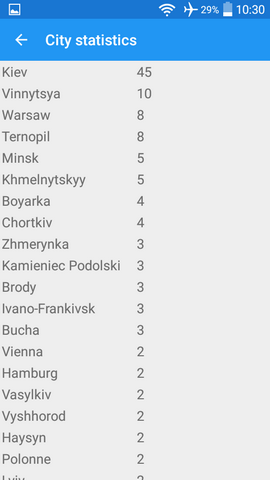 29% 10:30
City statistics
Kiev 45
Vinnytsya 10
Warsaw 8
Ternopil 8
Minsk 5
Khmelnytskyy 5
Boyarka 4
Chortkiv 4
Zhmerynka 3
Kamieniec Podolski 3
Brody 3
Ivano-Frankivsk 3
Bucha 3
Vienna 2
Hamburg 2
Vasylkiv 2
Vyshhorod 2
Haysyn 2
Polonne 2